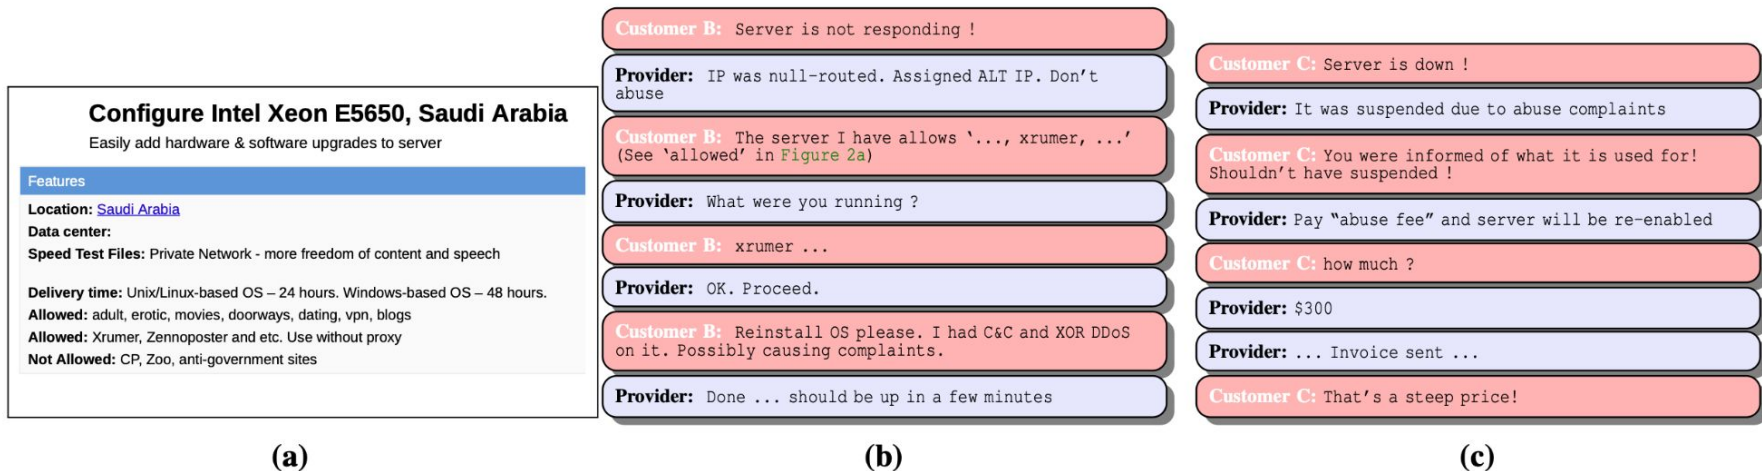 Configure Intel Xeon E5650, Saudi Arabia
Easily add hardware & software upgrades to server
Features
Location: Saudi Arabia
Data center:
Speed Test Files: Private Network - more freedom of content and speech
Delivery time: Unix/Linux-based OS – 24 hours. Windows-based OS – 48 hours.
Allowed: adult, erotic, movies, doorways, dating, vpn, blogs
Allowed: Xrumer, Zennoposter and etc. Use without proxy
Not Allowed: CP, Zoo, anti-government sites
(a)
Customer B: Server is not responding !
Provider: IP was null-routed. Assigned ALT IP. Don't
abuse
Customer B: The server I have allows '..., xrumer, ...'
(See 'allowed' in Figure 2a)
Provider: What were you running ?
Customer B: xrumer ...
Provider: OK. Proceed.
Customer B: Reinstall OS please. I had C&C and XOR DDoS
on it. Possibly causing complaints.
Provider: Done ... should be up in a few minutes
(b)
Customer C: Server is down !
Provider: It was suspended due to abuse complaints
Customer C: You were informed of what it is used for!
Shouldn't have suspended !
Provider: Pay "abuse fee" and server will be re-enabled
Customer C: how much ?
Provider: $300
Provider: ... Invoice sent ...
Customer C: That's a steep price!
(c)